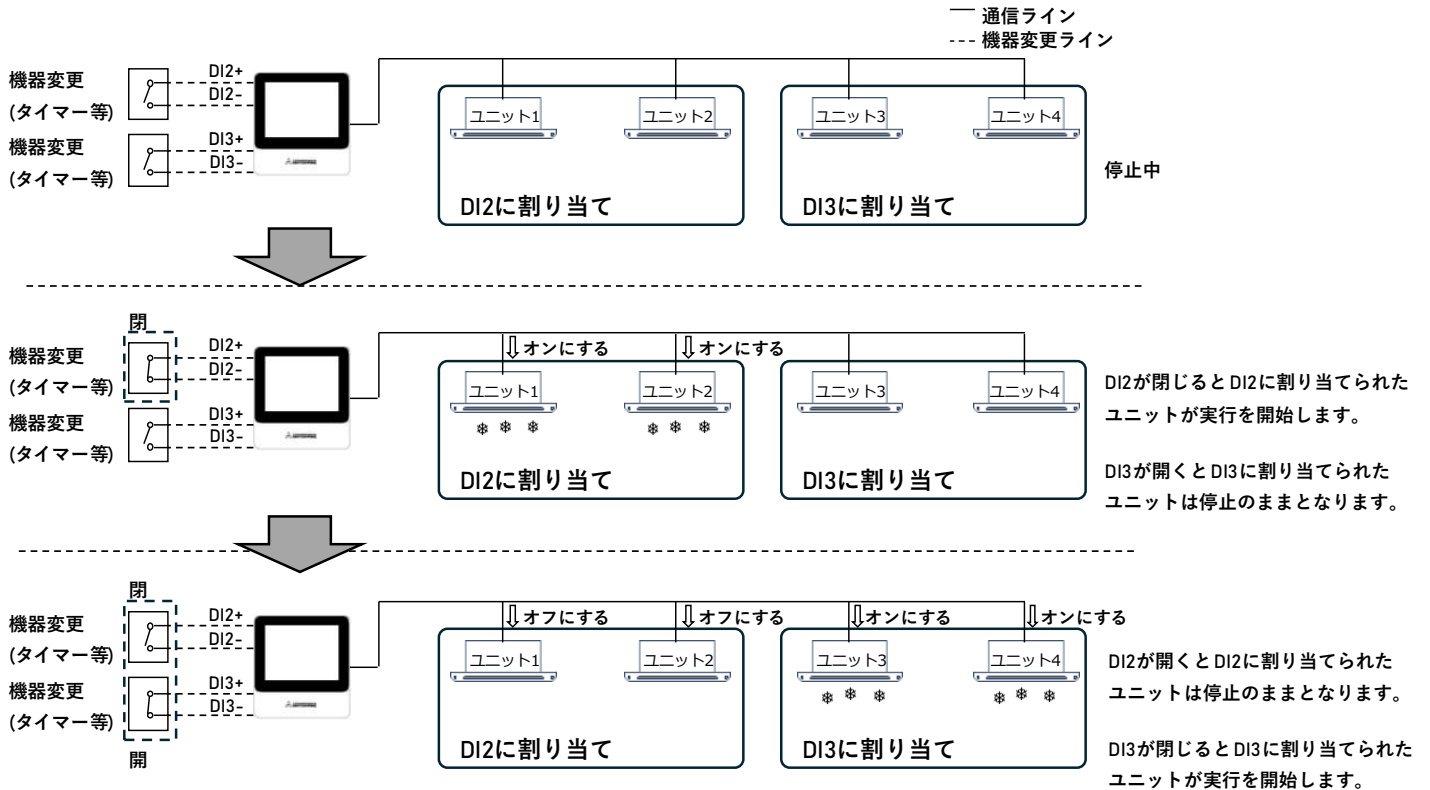 通信ライン
機器変更ライン
機器変更
(タイマー等)
DI2+
DI2-
機器変更
(タイマー等)
DI3+
DI3-
ユニット1
ユニット2
ユニット3
ユニット4
DI2に割り当て
DI3に割り当て
停止中
閉
機器変更
(タイマー等)
DI2+
DI2-
機器変更
(タイマー等)
DI3+
DI3-
オンにする
オンにする
ユニット1
ユニット2
ユニット3
ユニット4
DI2に割り当て
DI3に割り当て
DI2が閉じるとDI2に割り当てられた
ユニットが実行を開始します。
DI3が開くとDI3に割り当てられた
ユニットは停止のままとなります。
閉
機器変更
(タイマー等)
DI2+
DI2-
機器変更
(タイマー等)
DI3+
DI3-
開
オフにする
オフにする
オンにする
オンにする
ユニット1
ユニット2
ユニット3
ユニット4
DI2に割り当て
DI3に割り当て
DI2が開くとDI2に割り当てられた
ユニットは停止のままとなります。
DI3が閉じるとDI3に割り当てられた
ユニットが実行を開始します。